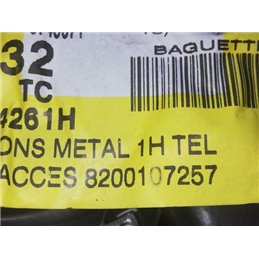 BAGUETTE
32
TC
4261H
ONS METAL 1H TEL
ACCES 8200107257